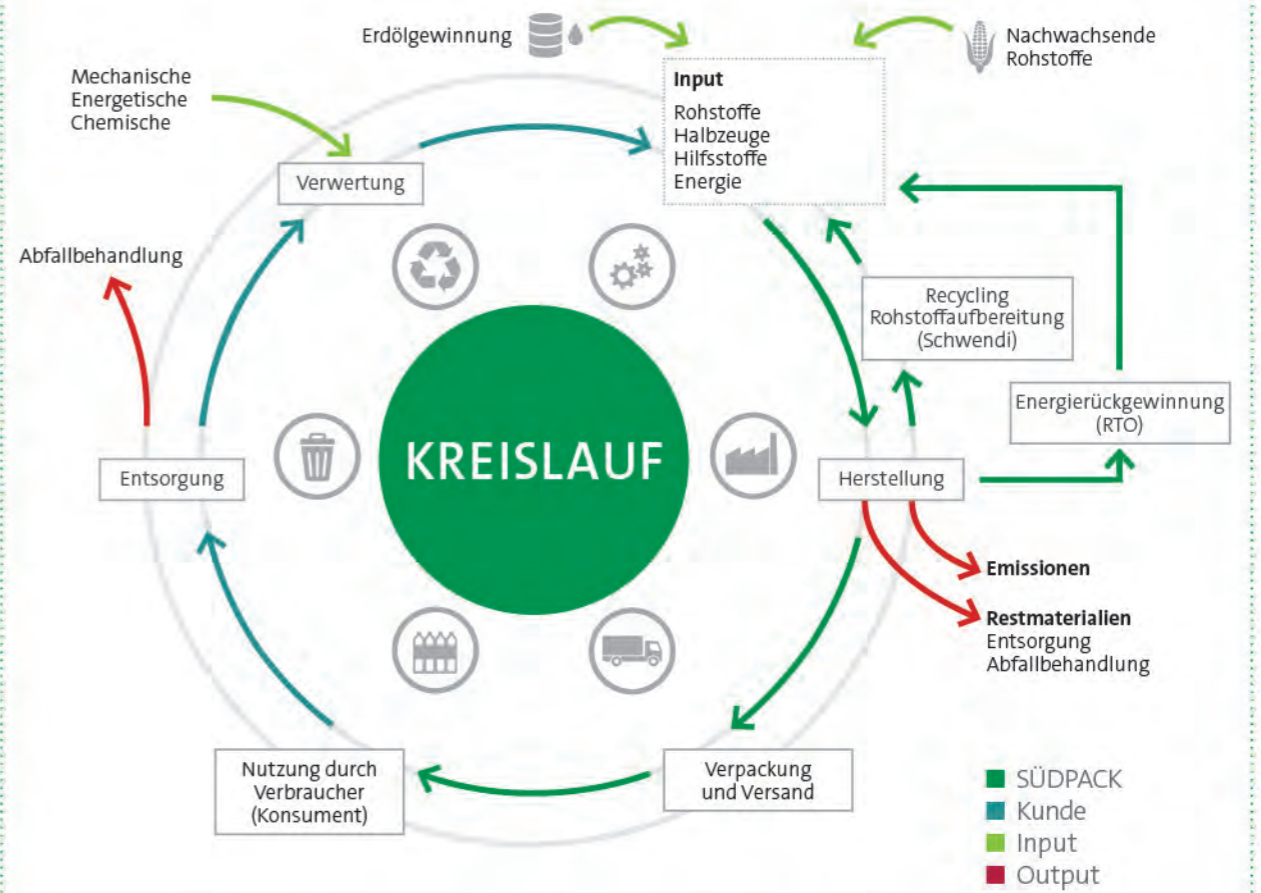 Erdölgewinnung
Nachwachsende
Rohstoffe
Mechanische
Energetische
Chemische
Input
Rohstoffe
Halbzeuge
Hilfsstoffe
Energie
Verwertung
Abfallbehandlung
Recycling
Rohstoffaufbereitung
(Schwendi)
Energierückgewinnung
(RTO)
KREISLAUF
Entsorgung
Herstellung
Emissionen
Restmaterialien
Entsorgung
Abfallbehandlung
Nutzung durch
Verbraucher
(Konsument)
Verpackung
und Versand
SÜDPACK
Kunde
Input
Output